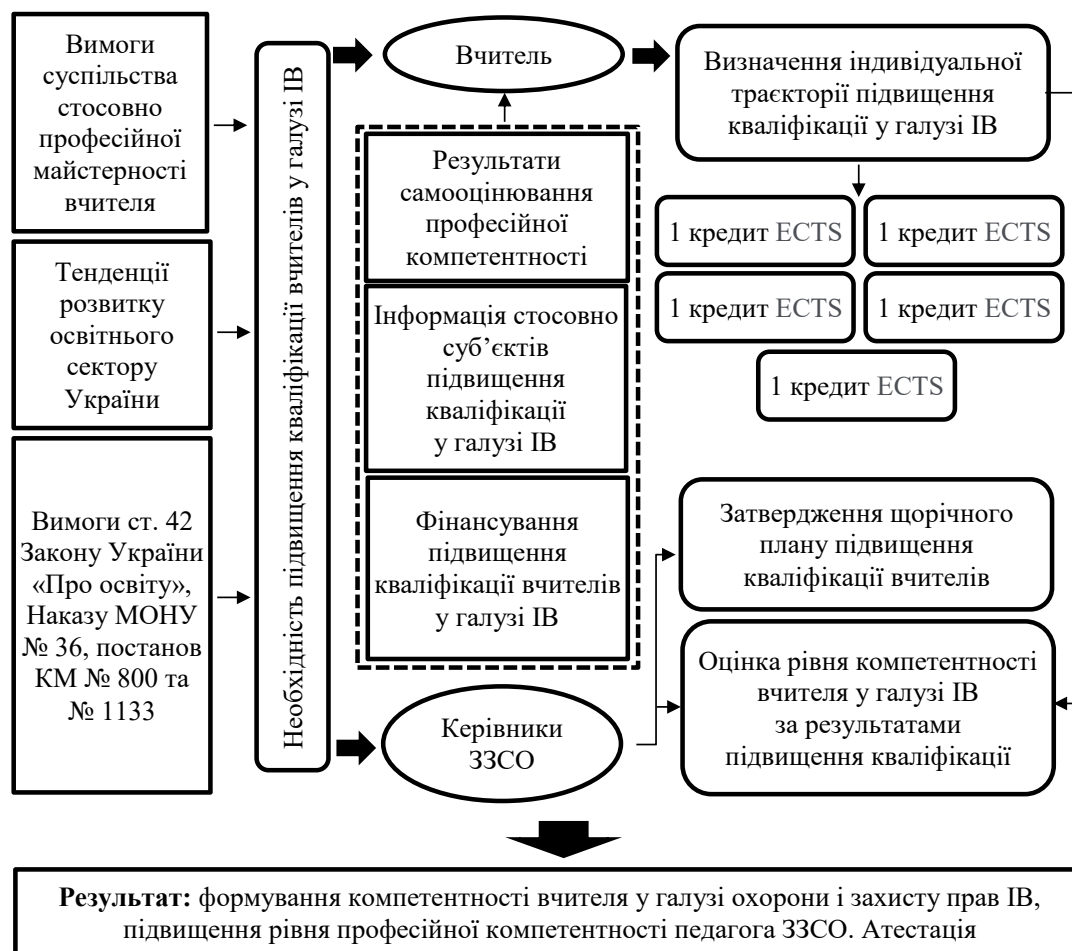 Вимоги
суспільства
стосовно
професійної
майстерності
вчителя
Тенденції
розвитку
освітнього
сектору
України
Вимоги ст. 42
Закону України
«Про освіту»,
Наказу МОНУ
№ 36, постанов
КМ № 800 та
№ 1133
Необхідність підвищення кваліфікації вчителів у галузі ІВ
Вчитель
Результати
самооцінювання
професійної
компетентності
Інформація стосовно
суб’єктів
підвищення
кваліфікації
у галузі ІВ
Фінансування
підвищення
кваліфікації вчителів
у галузі ІВ
Керівники
ЗЗСО
Визначення індивідуальної
траєкторії підвищення
кваліфікації у галузі ІВ
1 кредит ECTS
1 кредит ECTS
1 кредит ECTS
1 кредит ECTS
1 кредит ECTS
Затвердження щорічного
плану підвищення
кваліфікації вчителів
Оцінка рівня компетентності
вчителя у галузі ІВ
за результатами
підвищення кваліфікації
Результат: формування компетентності вчителя у галузі охорони і захисту прав ІВ,
підвищення рівня професійної компетентності педагога ЗЗСО. Атестація